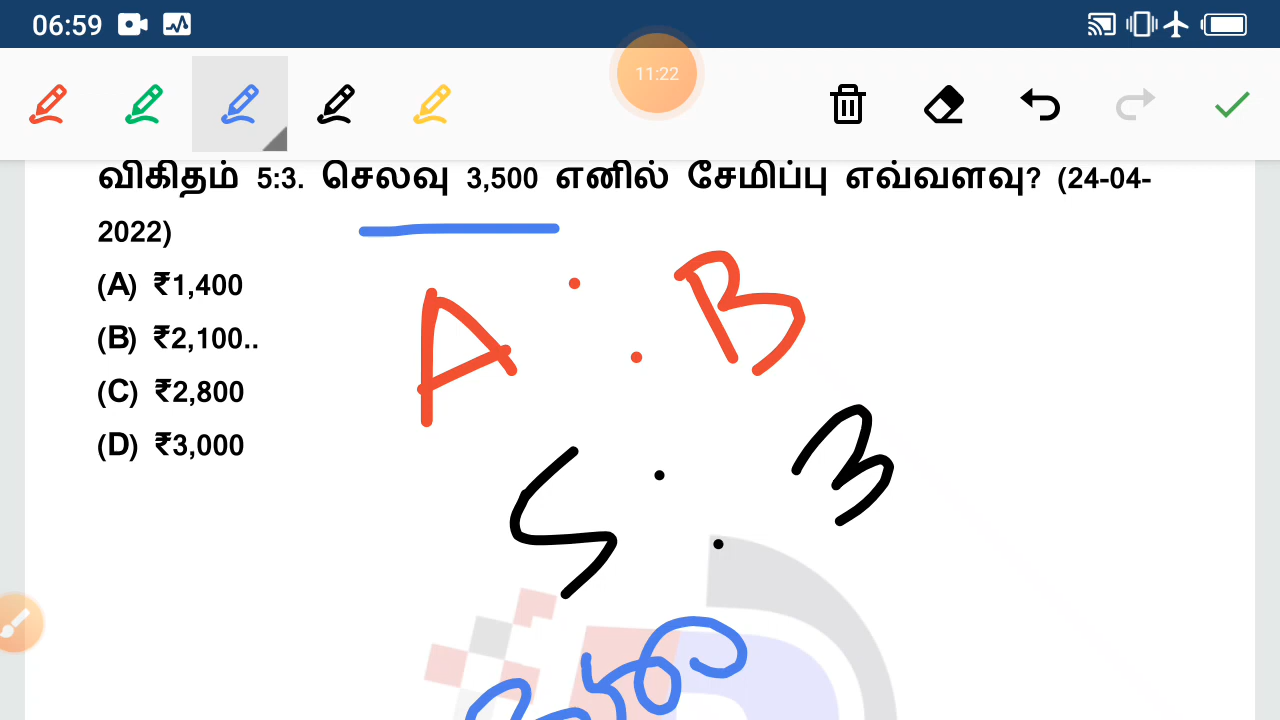 06:59
11:22
விகிதம் 5:3. செலவு 3,500 எனில் சேமிப்பு எவ்வளவு? (24-04-
2022)
(A) ₹1,400
(B) ₹2,100..
(C) ₹2,800
(D) ₹3,000
A : B
5 : 3
3500